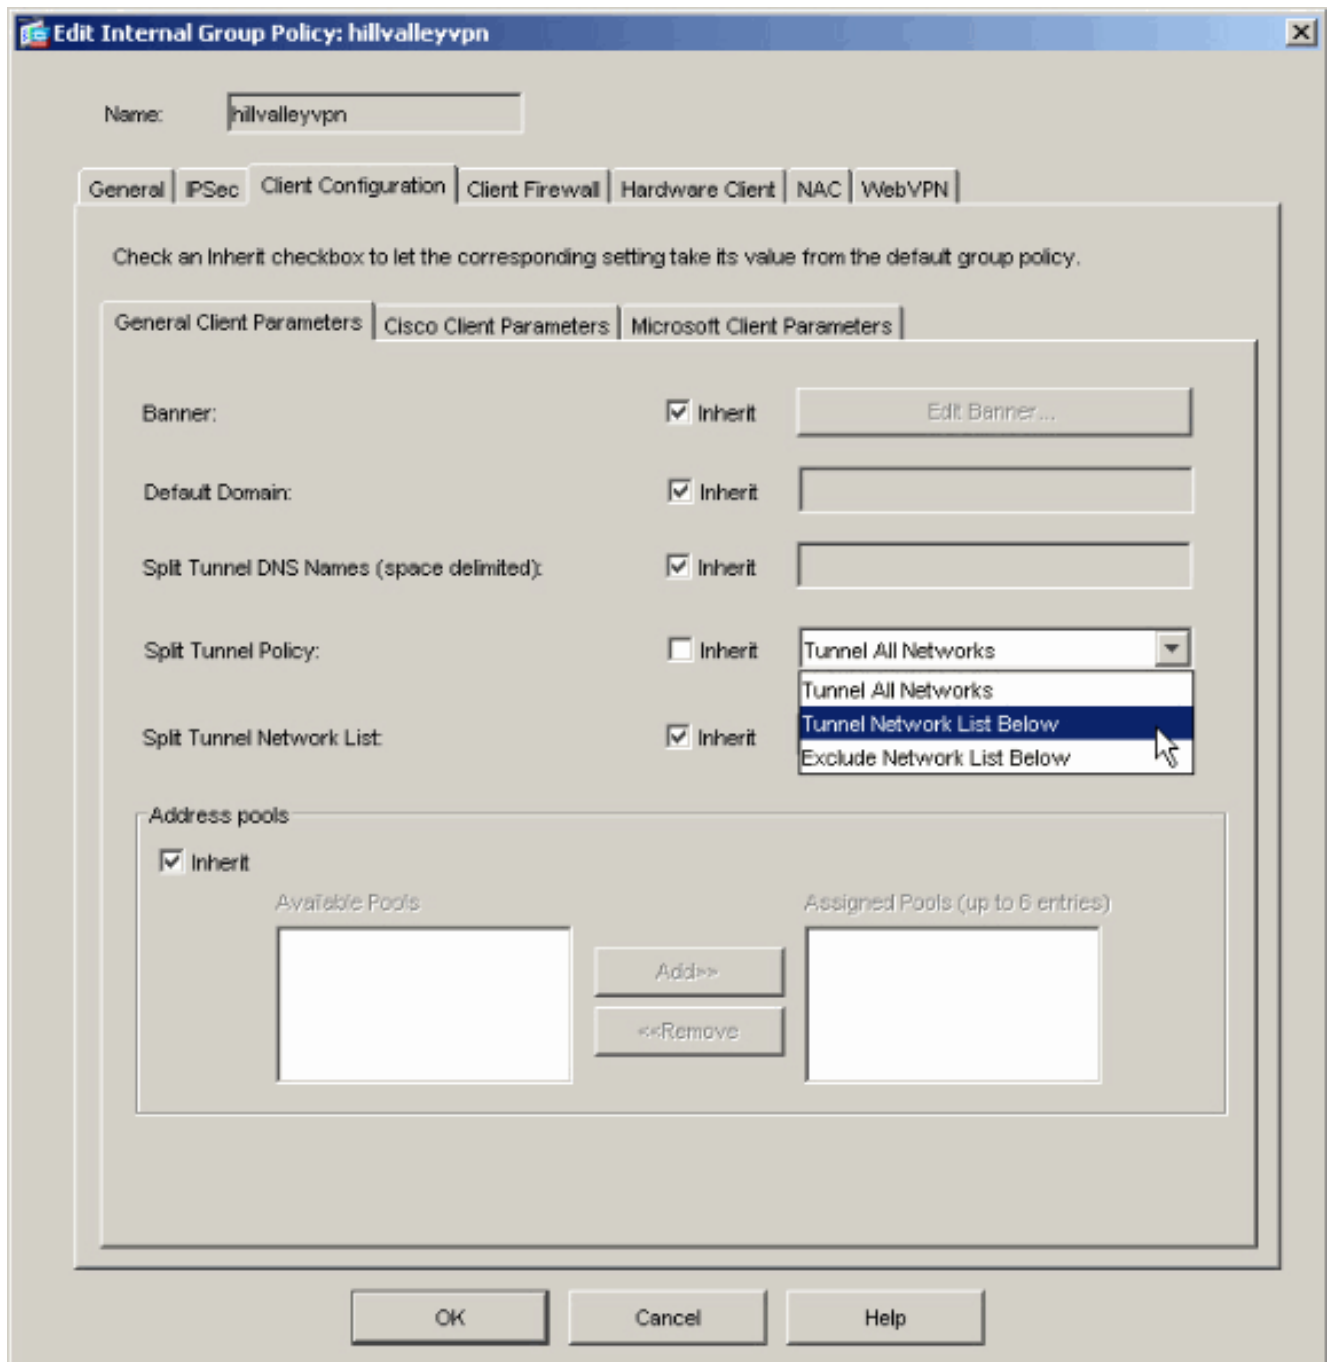 Edit Internal Group Policy: hillvalleyvpn
Name: hillvalleyvpn
General IPSec Client Configuration Client Firewall Hardware Client NAC WebVPN
Check an Inherit checkbox to let the corresponding setting take its value from the default group policy.
General Client Parameters Cisco Client Parameters Microsoft Client Parameters
Banner: Inherit Edit Banner...
Default Domain: Inherit
Split Tunnel DNS Names (space delimited): Inherit
Split Tunnel Policy: Inherit Tunnel All Networks
Tunnel All Networks
Tunnel Network List Below
Split Tunnel Network List: Inherit
Exclude Network List Below
Address pools
Inherit
Available Pools Assigned Pools (up to 6 entries)
Add>>
<<Remove
OK Cancel Help